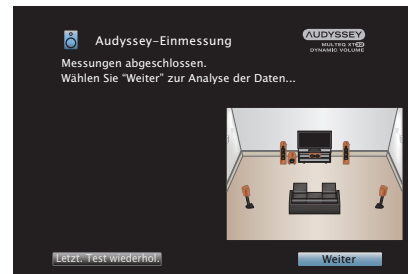 Audyssey-Einmessung
AUDYSSEY
MULTEQ XT32
DYNAMIC VOLUME
Messungen abgeschlossen.
Wählen Sie “Weiter” zur Analyse der Daten...
Letzt. Test wiederhol.
Weiter